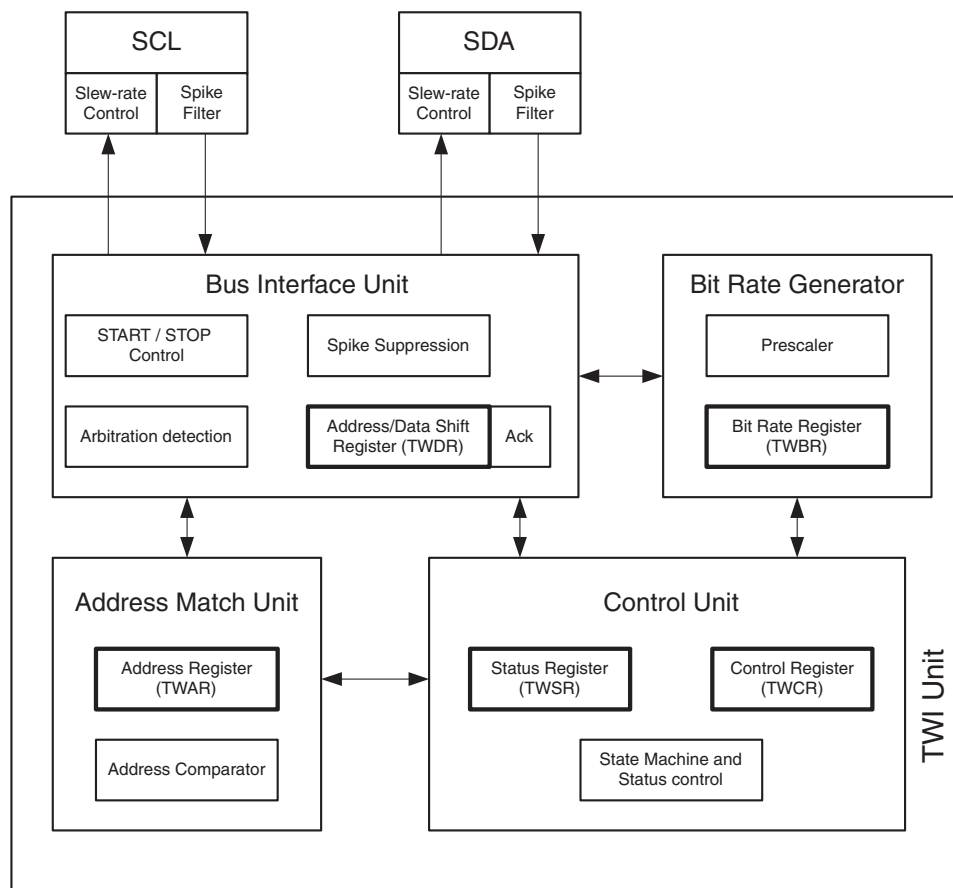 SCL
Slew-rate
Control
Spike
Filter
SDA
Slew-rate
Control
Spike
Filter
Bus Interface Unit
START / STOP
Control
Spike Suppression
Arbitration detection
Address/Data Shift
Register (TWDR)
Ack
Bit Rate Generator
Prescaler
Bit Rate Register
(TWBR)
Address Match Unit
Address Register
(TWAR)
Address Comparator
Control Unit
Status Register
(TWSR)
Control Register
(TWCR)
State Machine and
Status control
TWI Unit